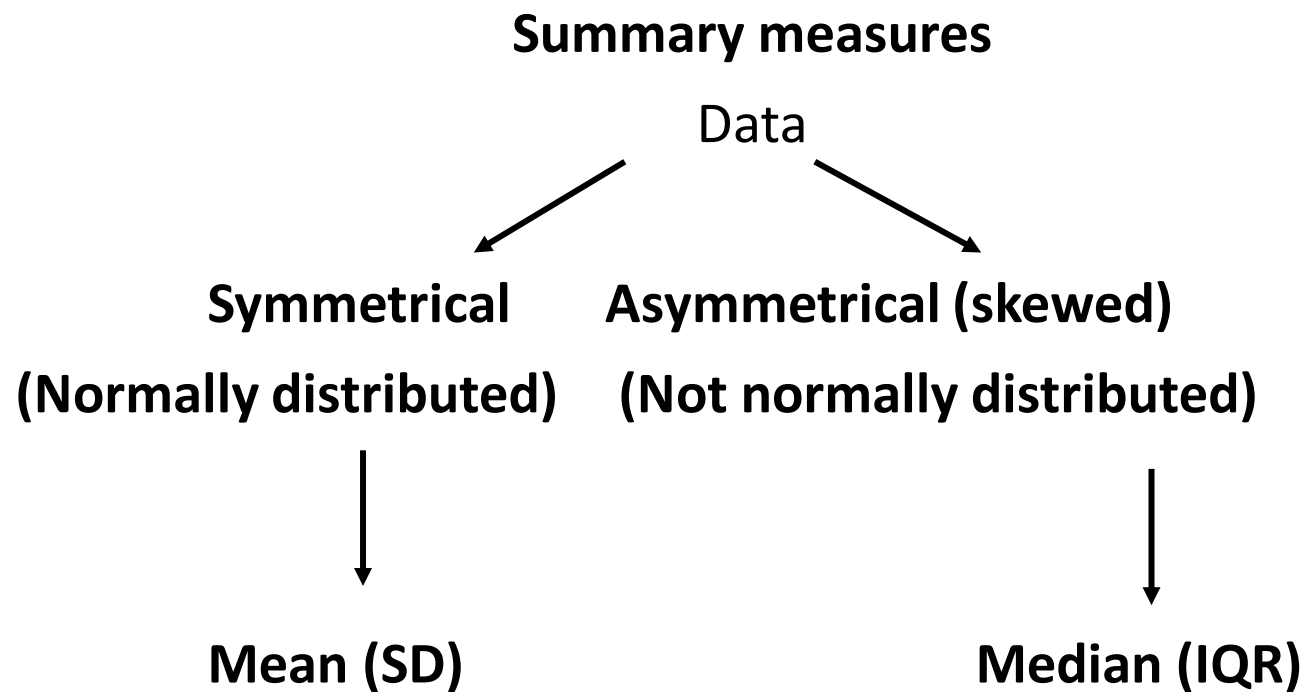 Summary measures
Data
Symmetrical
Asymmetrical (skewed)
(Normally distributed)
(Not normally distributed)
Mean (SD)
Median (IQR)